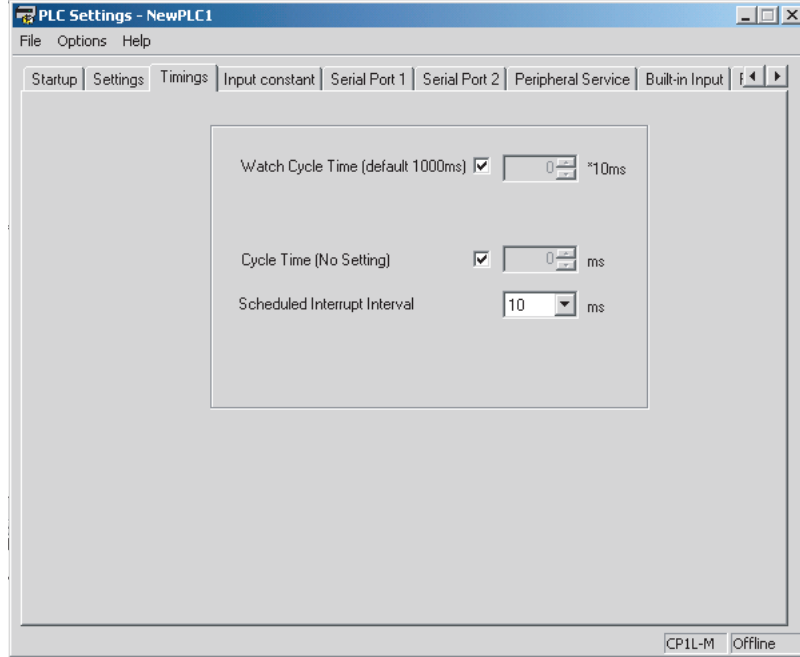 PLC Settings - NewPLC1
File Options Help
Startup Settings Timings Input constant Serial Port 1 Serial Port 2 Peripheral Service Built-in Input
Watch Cycle Time (default 1000ms) 0 *10ms
Cycle Time (No Setting) 0 ms
Scheduled Interrupt Interval 10 ms
CP1L-M Offline